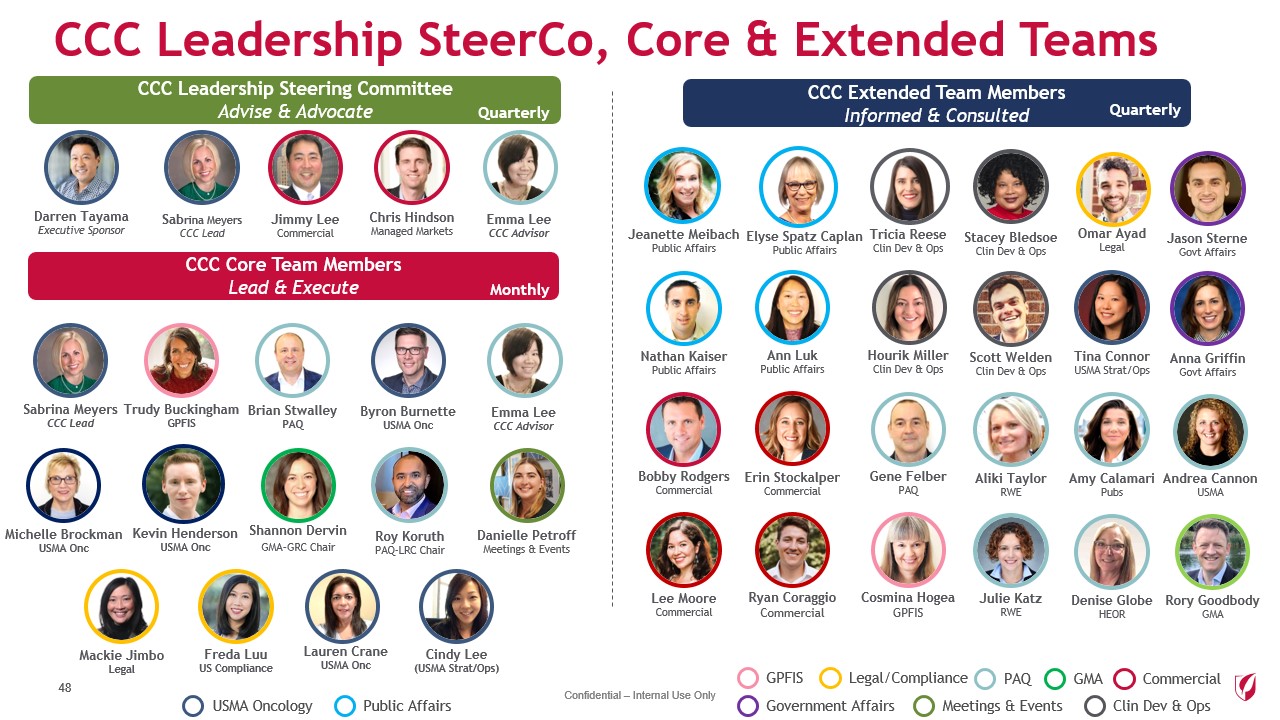 CCC Leadership SteerCo, Core & Extended Teams
CCC Leadership Steering Committee
Advise & Advocate
Quarterly
Darren Tayama
Executive Sponsor
Sabrina Meyers
CCC Lead
Jimmy Lee
Commercial
Chris Hindson
Managed Markets
Emma Lee
CCC Advisor
CCC Core Team Members
Lead & Execute
Monthly
Sabrina Meyers
CCC Lead
Trudy Buckingham
GPFIS
Brian Stwalley
PAQ
Byron Burnette
USMA Onc
Emma Lee
CCC Advisor
Michelle Brockman
USMA Onc
Kevin Henderson
USMA Onc
Shannon Dervin
GMA-GRC Chair
Roy Koruth
PAQ-LRC Chair
Danielle Petroff
Meetings & Events
Mackie Jimbo
Legal
Freda Luu
US Compliance
Lauren Crane
USMA Onc
Cindy Lee
(USMA Strat/Ops)
CCC Extended Team Members
Informed & Consulted
Quarterly
Jeanette Meibach
Public Affairs
Elyse Spatz Caplan
Public Affairs
Tricia Reese
Clin Dev & Ops
Stacey Bledsoe
Clin Dev & Ops
Omar Ayad
Legal
Jason Sterne
Govt Affairs
Nathan Kaiser
Public Affairs
Ann Luk
Public Affairs
Hourik Miller
Clin Dev & Ops
Scott Welden
Clin Dev & Ops
Tina Connor
USMA Strat/Ops
Anna Griffin
Govt Affairs
Bobby Rodgers
Commercial
Erin Stockalper
Commercial
Gene Felber
PAQ
Aliki Taylor
RWE
Amy Calamari
Pubs
Andrea Cannon
USMA
Lee Moore
Commercial
Ryan Coraggio
Commercial
Cosmina Hogea
GPFIS
Julie Katz
RWE
Denise Globe
HEOR
Rory Goodbody
GMA
48
USMA Oncology
Public Affairs
Confidential – Internal Use Only
GPFIS
Legal/Compliance
PAQ
GMA
Commercial
Government Affairs
Meetings & Events
Clin Dev & Ops